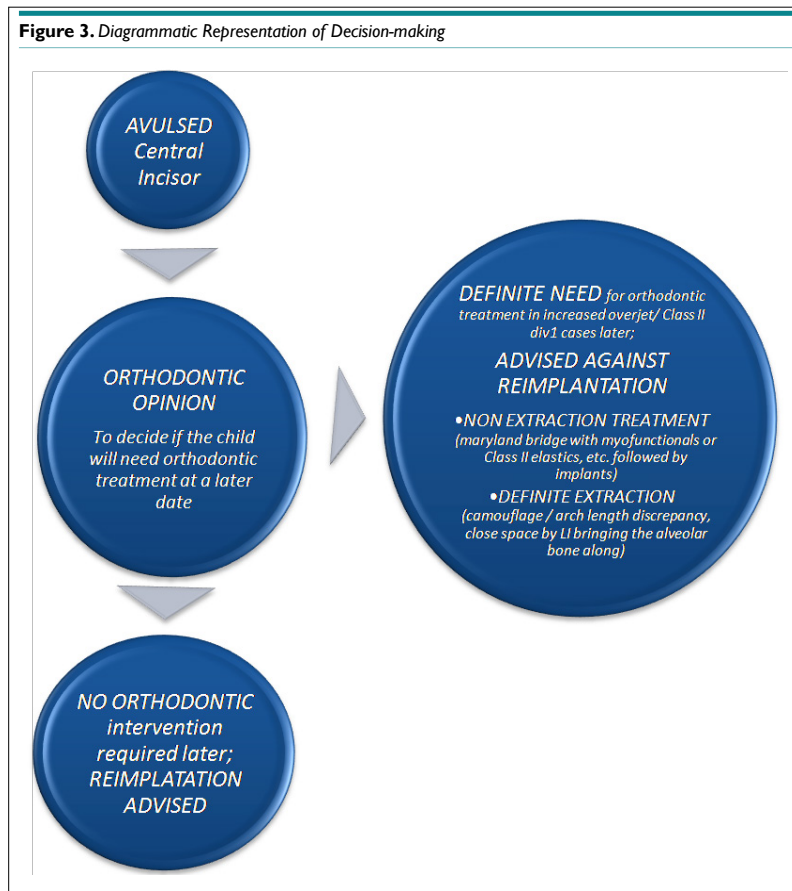 Figure 3. Diagrammatic Representation of Decision-making
AVULSED
Central
Incisor
ORTHODONTIC
OPINION
To decide if the child
will need orthodontic
treatment at a later
date
NO ORTHODONTIC
intervention
required later;
REIMPLATATION
ADVISED
DEFINITE NEED for orthodontic
treatment in increased overjet/ Class II
div1 cases later;
ADVISED AGAINST
REIMPLANTATION
•NON EXTRACTION TREATMENT
(maryland bridge with myofunctionals or
Class II elastics, etc. followed by
implants)
•DEFINITE EXTRACTION
(camouflage / arch length discrepancy,
close space by LI bringing the alveolar
bone along)